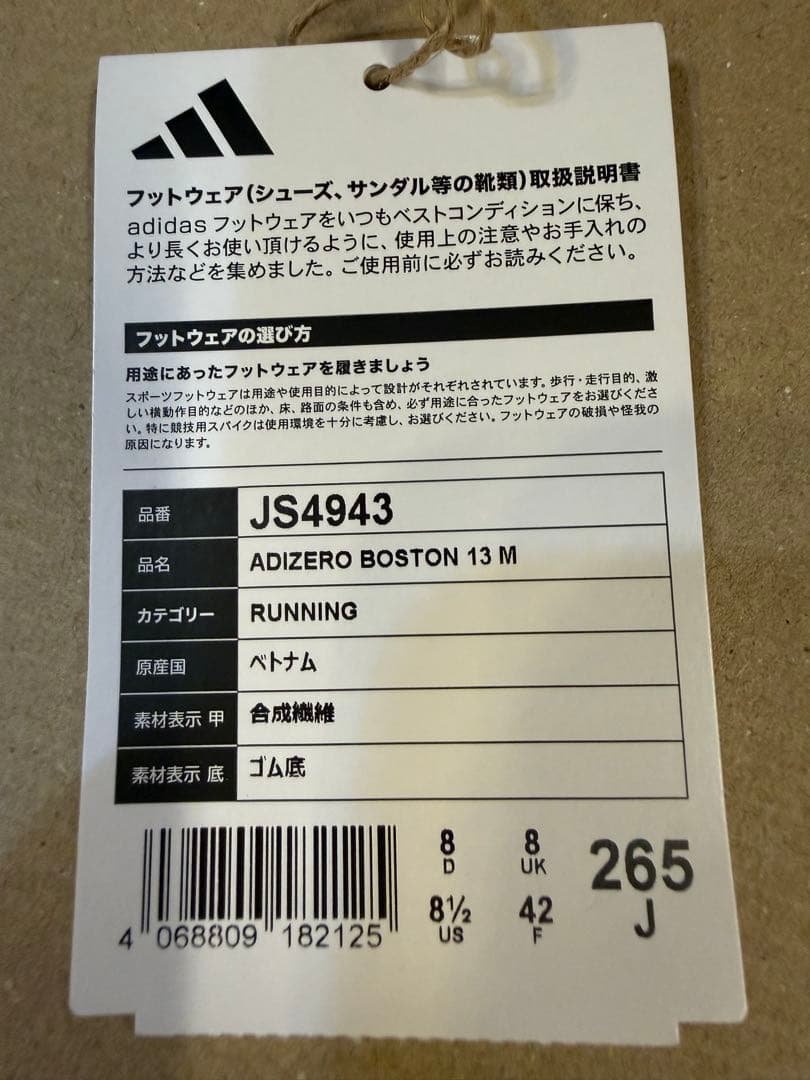 フットウェア(シューズ、サンダル等の靴類)取扱説明書
adidas フットウェアをいつもベストコンディションに保ち、
より長くお使い頂けるように、使用上の注意やお手入れの
方法などを集めました。ご使用前に必ずお読みください。
フットウェアの選び方
用途にあったフットウェアを履きましょう
スポーツフットウェアは用途や使用目的によって設計がそれぞれされています。歩行・走行目的、激
しい横動作目的などのほか、床、路面の条件も含め、必ず用途に合ったフットウェアをお選びくださ
い。特に競技用スパイクは使用環境を十分に考慮し、お選びください。フットウェアの破損や怪我の
原因になります。
品番 JS4943
品名 ADIZERO BOSTON 13 M
カテゴリー RUNNING
原産国 ベトナム
素材表示 甲 合成繊維
素材表示 底 ゴム底
8 8 265
D UK
8½ 42 J
US F
4 068809 182125